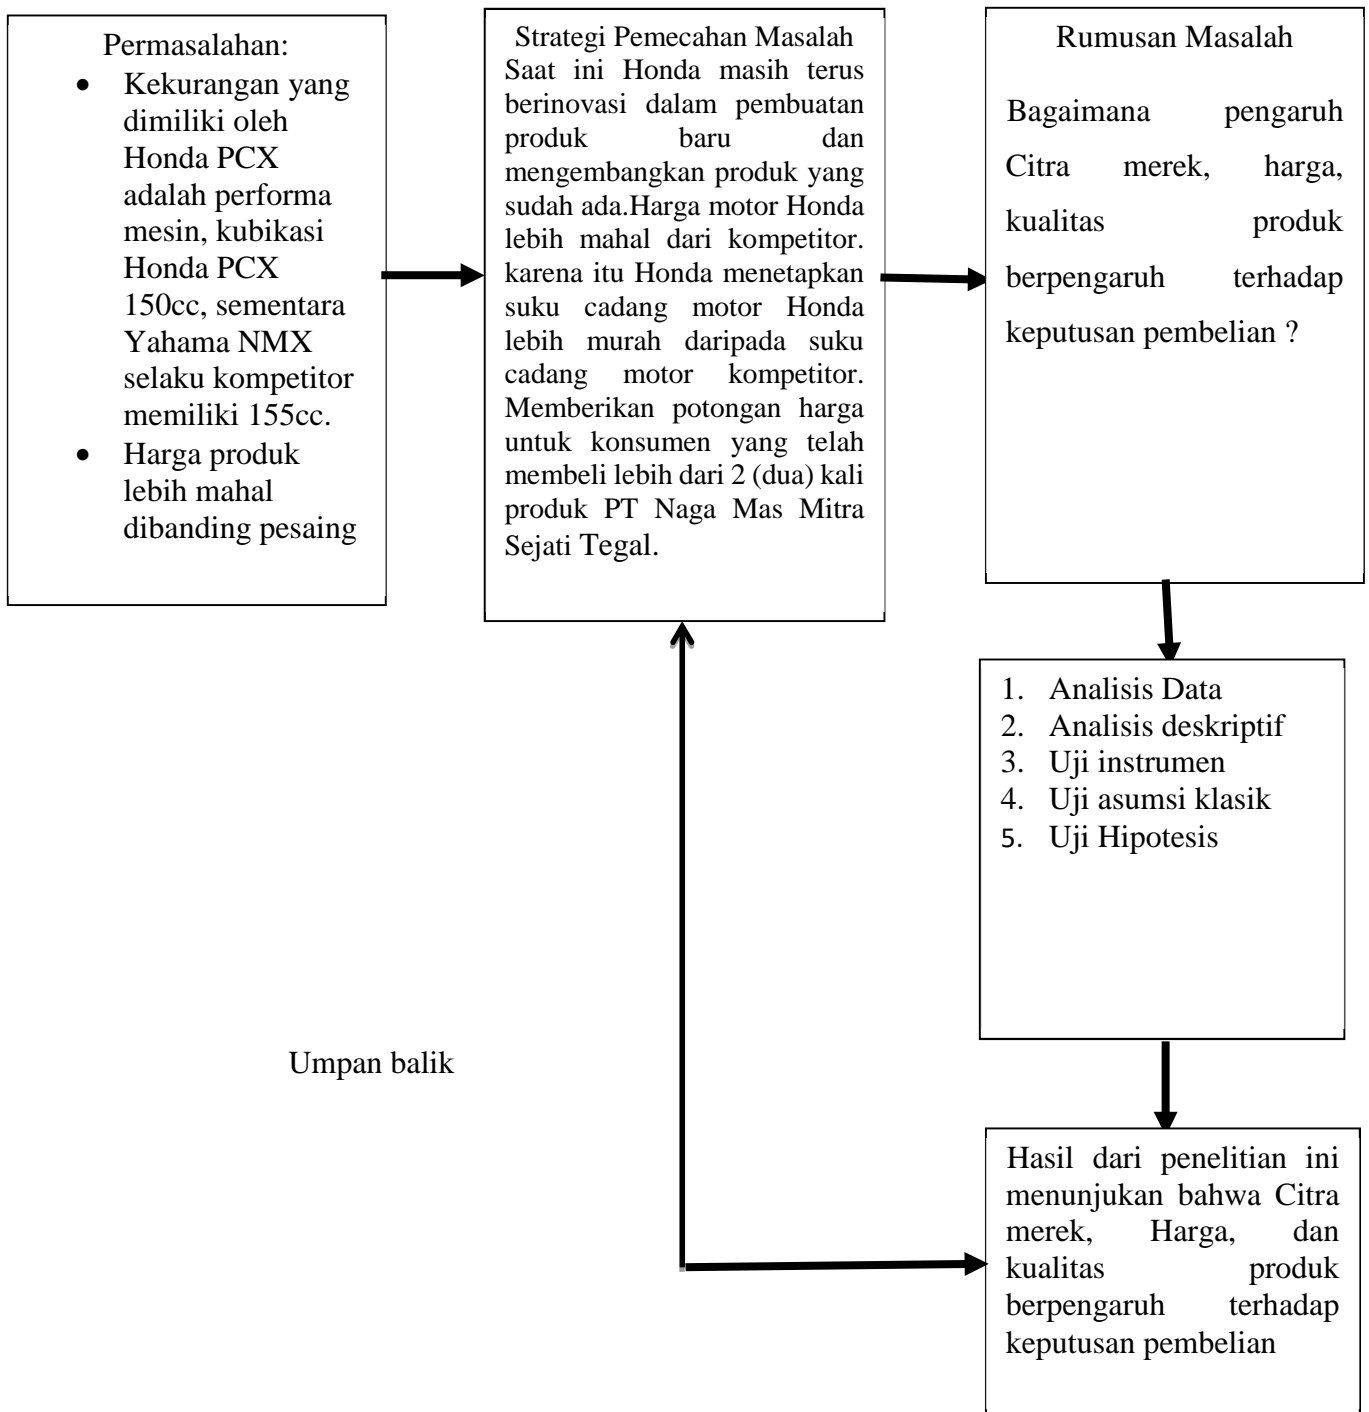 Permasalahan:
• Kekurangan yang
dimiliki oleh
Honda PCX
adalah performa
mesin, kubikasi
Honda PCX
150cc, sementara
Yahama NMX
selaku kompetitor
memiliki 155cc.
• Harga produk
lebih mahal
dibanding pesaing
Strategi Pemecahan Masalah
Saat ini Honda masih terus
berinovasi dalam pembuatan
produk baru dan
mengembangkan produk yang
sudah ada.Harga motor Honda
lebih mahal dari kompetitor.
karena itu Honda menetapkan
suku cadang motor Honda
lebih murah daripada suku
cadang motor kompetitor.
Memberikan potongan harga
untuk konsumen yang telah
membeli lebih dari 2 (dua) kali
produk PT Naga Mas Mitra
Sejati Tegal.
Rumusan Masalah
Bagaimana pengaruh
Citra merek, harga,
kualitas produk
berpengaruh terhadap
keputusan pembelian ?
1. Analisis Data
2. Analisis deskriptif
3. Uji instrumen
4. Uji asumsi klasik
5. Uji Hipotesis
Umpan balik
Hasil dari penelitian ini
menunjukan bahwa Citra
merek, Harga, dan
kualitas produk
berpengaruh terhadap
keputusan pembelian